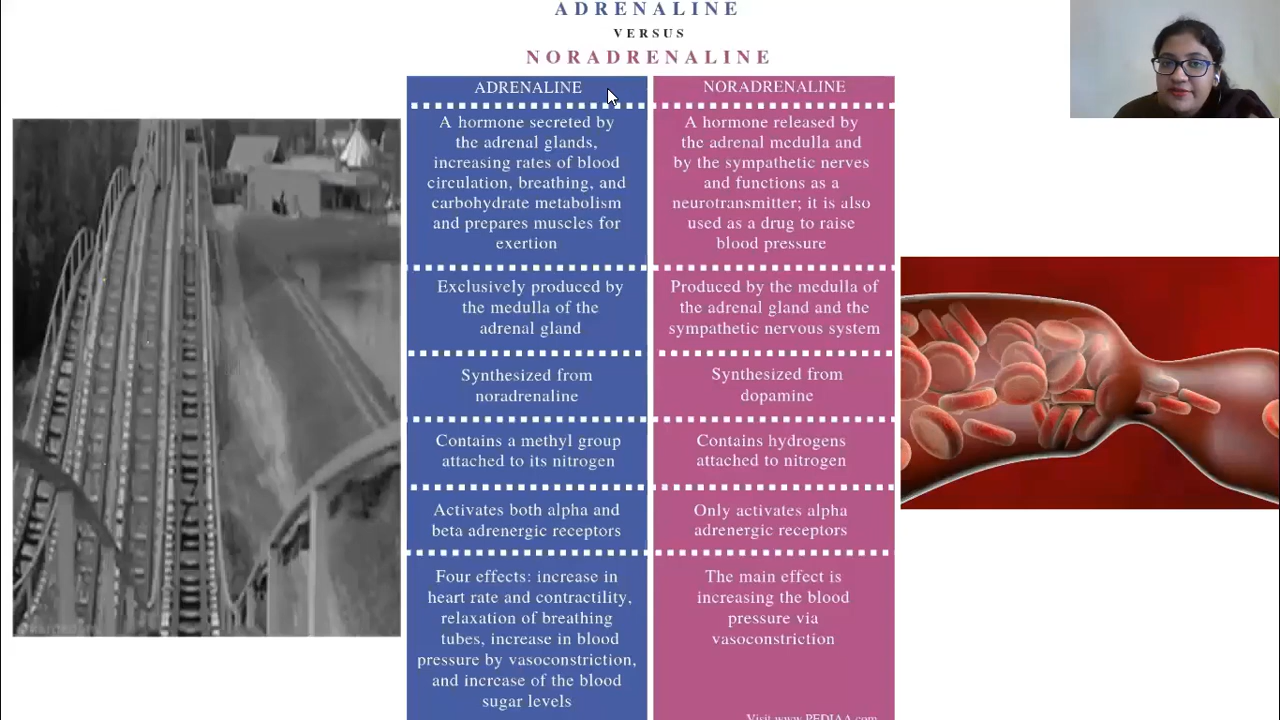 ADRENALINE
VERSUS
NORADRENALINE
ADRENALINE
A hormone secreted by
the adrenal glands,
increasing rates of blood
circulation, breathing, and
carbohydrate metabolism
and prepares muscles for
exertion
Exclusively produced by
the medulla of the
adrenal gland
Synthesized from
noradrenaline
Contains a methyl group
attached to its nitrogen
Activates both alpha and
beta adrenergic receptors
Four effects: increase in
heart rate and contractility,
relaxation of breathing
tubes, increase in blood
pressure by vasoconstriction,
and increase of the blood
sugar levels
NORADRENALINE
A hormone released by
the adrenal medulla and
by the sympathetic nerves
and functions as a
neurotransmitter; it is also
used as a drug to raise
blood pressure
Produced by the medulla of
the adrenal gland and the
sympathetic nervous system
Synthesized from
dopamine
Contains hydrogens
attached to nitrogen
Only activates alpha
adrenergic receptors
The main effect is
increasing the blood
pressure via
vasoconstriction
Visit www.PEDIAA.com